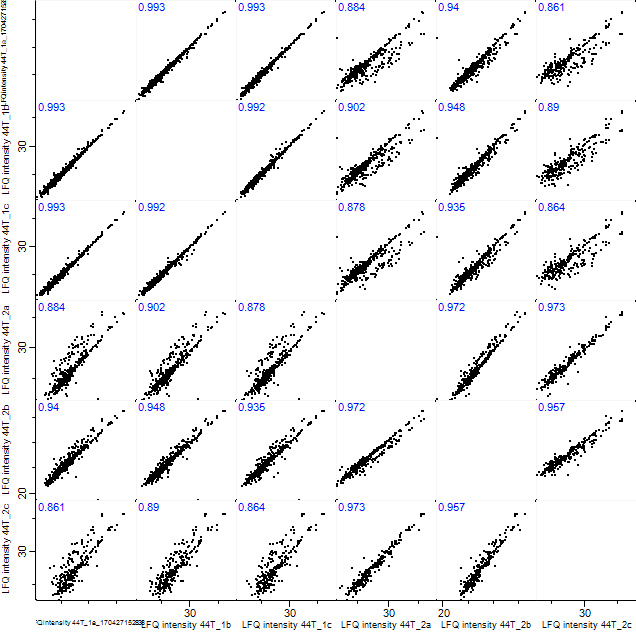 0.993 0.993 0.884 0.94 0.861
0.993 0.992 0.902 0.948 0.89
LFQ intensity 44T_1b
30
0.993 0.992 0.878 0.935 0.864
LFQ intensity 44T_1c
30
0.884 0.902 0.878 0.972 0.973
LFQ intensity 44T_2a
30
0.94 0.948 0.935 0.972 0.957
LFQ intensity 44T_2b
20
0.861 0.89 0.864 0.973 0.957
LFQ intensity 44T_2c
30
30 30 30 20 30
LFQ intensity 44T_1b LFQ intensity 44T_1c LFQ intensity 44T_2a LFQ intensity 44T_2b LFQ intensity 44T_2c